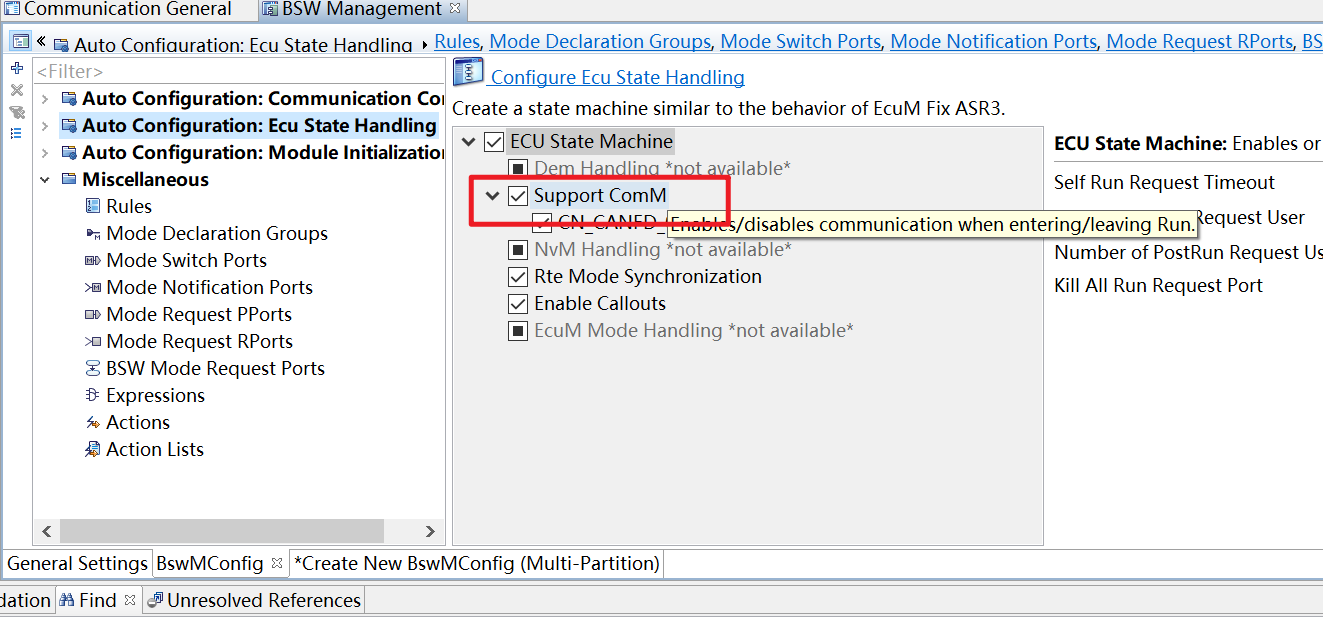 Communication General
BSW Management
« Auto Configuration: Ecu State Handling Rules, Mode Declaration Groups, Mode Switch Ports, Mode Notification Ports, Mode Request RPorts, BS
<Filter>
Auto Configuration: Communication Co
Auto Configuration: Ecu State Handling
Auto Configuration: Module Initializatio
Miscellaneous
Rules
Mode Declaration Groups
Mode Switch Ports
Mode Notification Ports
Mode Request PPorts
Mode Request RPorts
BSW Mode Request Ports
Expressions
Actions
Action Lists
Configure Ecu State Handling
Create a state machine similar to the behavior of EcuM Fix ASR3.
ECU State Machine
Dem Handling *not available*
Support ComM
CN_CANFD_
Enables/disables communication when entering/leaving Run.
NvM Handling *not available*
Rte Mode Synchronization
Enable Callouts
EcuM Mode Handling *not available*
ECU State Machine: Enables or
Self Run Request Timeout
Request User
Number of PostRun Request Us
Kill All Run Request Port
General Settings
BswMConfig
*Create New BswMConfig (Multi-Partition)
dation
Find
Unresolved References